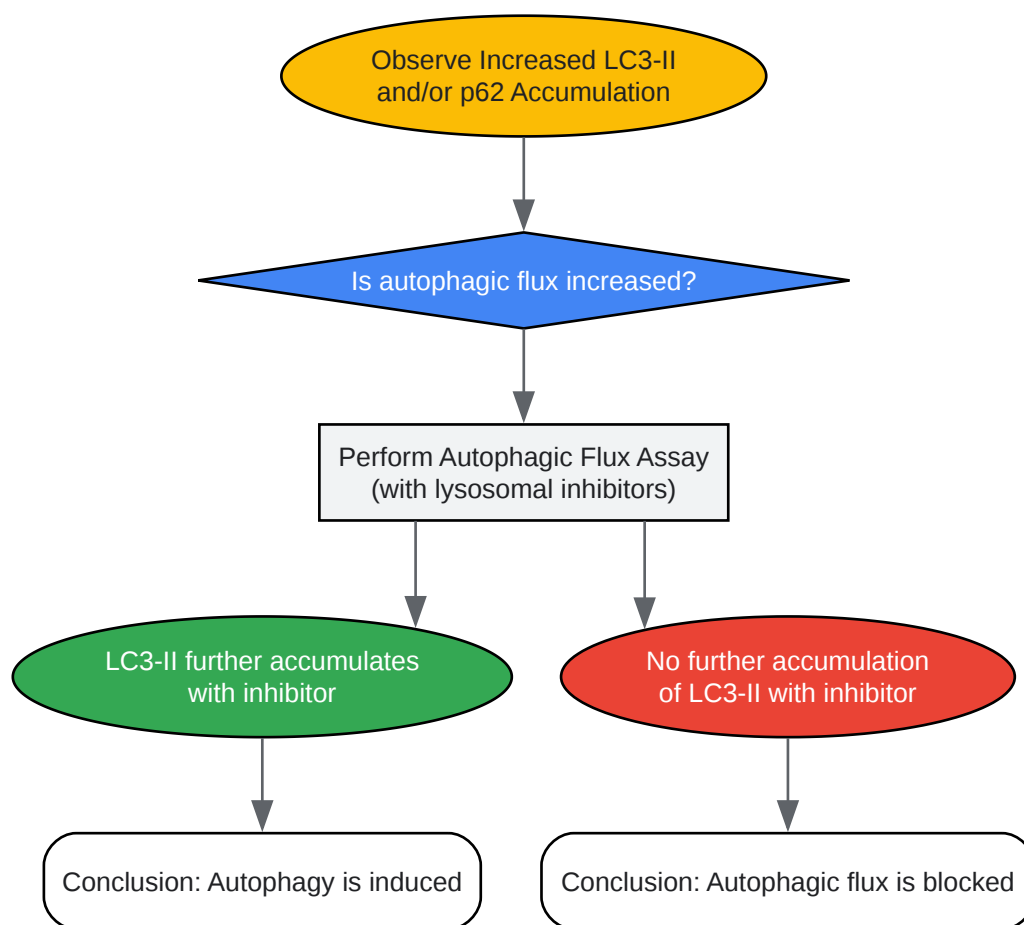 Observe Increased LC3-II
and/or p62 Accumulation
Is autophagic flux increased?
Perform Autophagic Flux Assay
(with lysosomal inhibitors)
LC3-II further accumulates
with inhibitor
No further accumulation
of LC3-II with inhibitor
Conclusion: Autophagy is induced
Conclusion: Autophagic flux is blocked